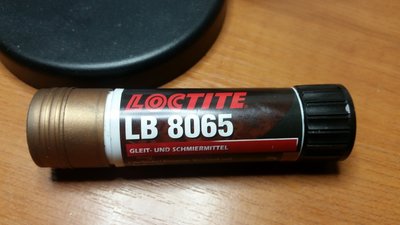 LOCTITE
LB 8065
GLEIT- UND SCHMIERMITTEL